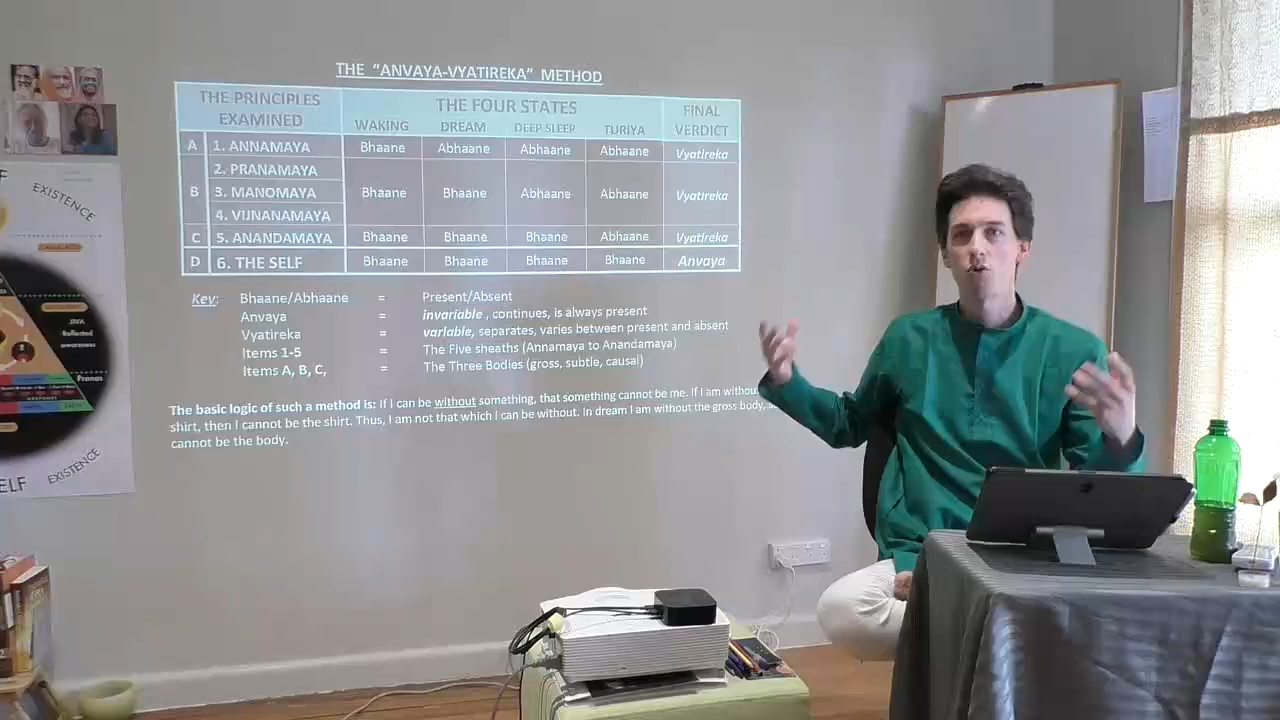 THE "ANVAYA-VYATIREKA" METHOD
THE PRINCIPLES EXAMINED
THE FOUR STATES
FINAL VERDICT
WAKING DREAM DEEP SLEEP TURIYA
A 1. ANNAMAYA Bhaane Abhaane Abhaane Abhaane Vyatireka
2. PRANAMAYA
B 3. MANOMAYA Bhaane Bhaane Abhaane Abhaane Vyatireka
4. VIJNANAMAYA
C 5. ANANDAMAYA Bhaane Bhaane Bhaane Abhaane Vyatireka
D 6. THE SELF Bhaane Bhaane Bhaane Bhaane Anvaya
Key: Bhaane/Abhaane = Present/Absent
Anvaya = invariable , continues, is always present
Vyatireka = variable, separates, varies between present and absent
Items 1-5 = The Five sheaths (Annamaya to Anandamaya)
Items A, B, C, = The Three Bodies (gross, subtle, causal)
The basic logic of such a method is: If I can be without something, that something cannot be me. If I am
shirt, then I cannot be the shirt. Thus, I am not that which I can be without. In dream I am without the gross body,
cannot be the body.
EXISTENCE
JIVA
Reflected
awareness
Pranas
ELF EXISTENCE